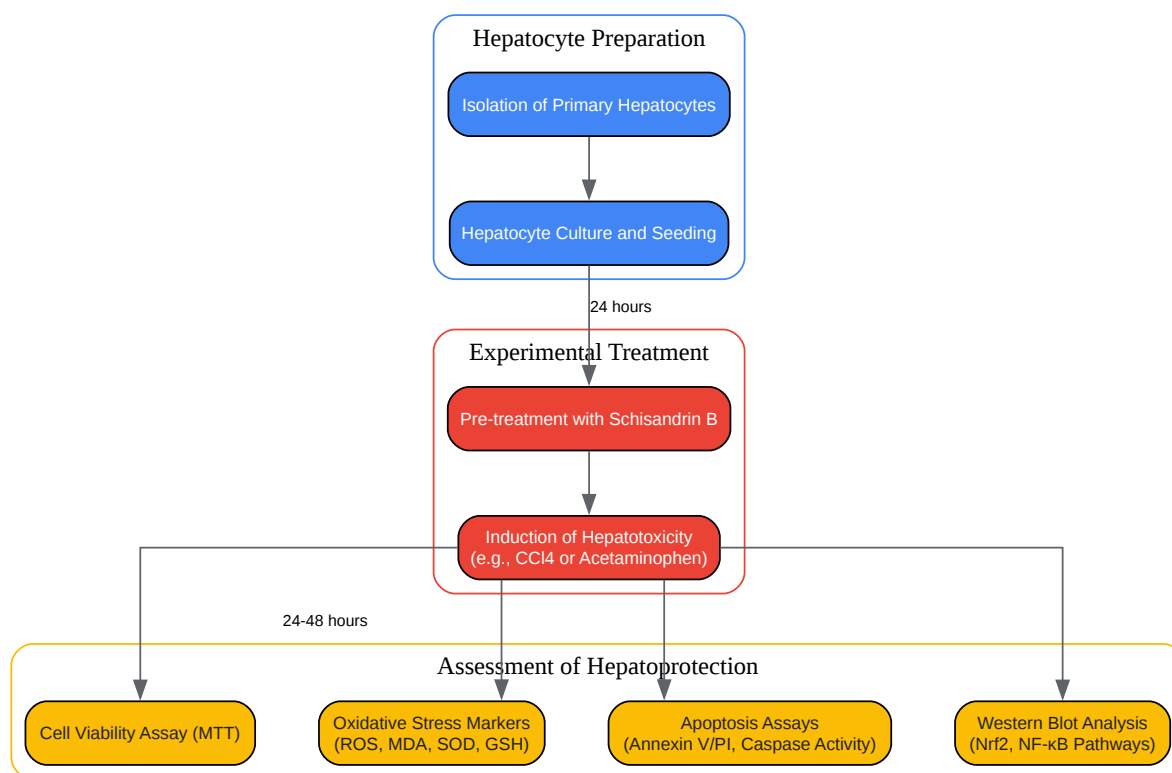 Hepatocyte Preparation
Isolation of Primary Hepatocytes
Hepatocyte Culture and Seeding
24 hours
Experimental Treatment
Pre-treatment with Schisandrin B
Induction of Hepatotoxicity
(e.g., CCl4 or Acetaminophen)
24-48 hours
Assessment of Hepatoprotection
Cell Viability Assay (MTT)
Oxidative Stress Markers
(ROS, MDA, SOD, GSH)
Apoptosis Assays
(Annexin V/PI, Caspase Activity)
Western Blot Analysis
(Nrf2, NF-κB Pathways)